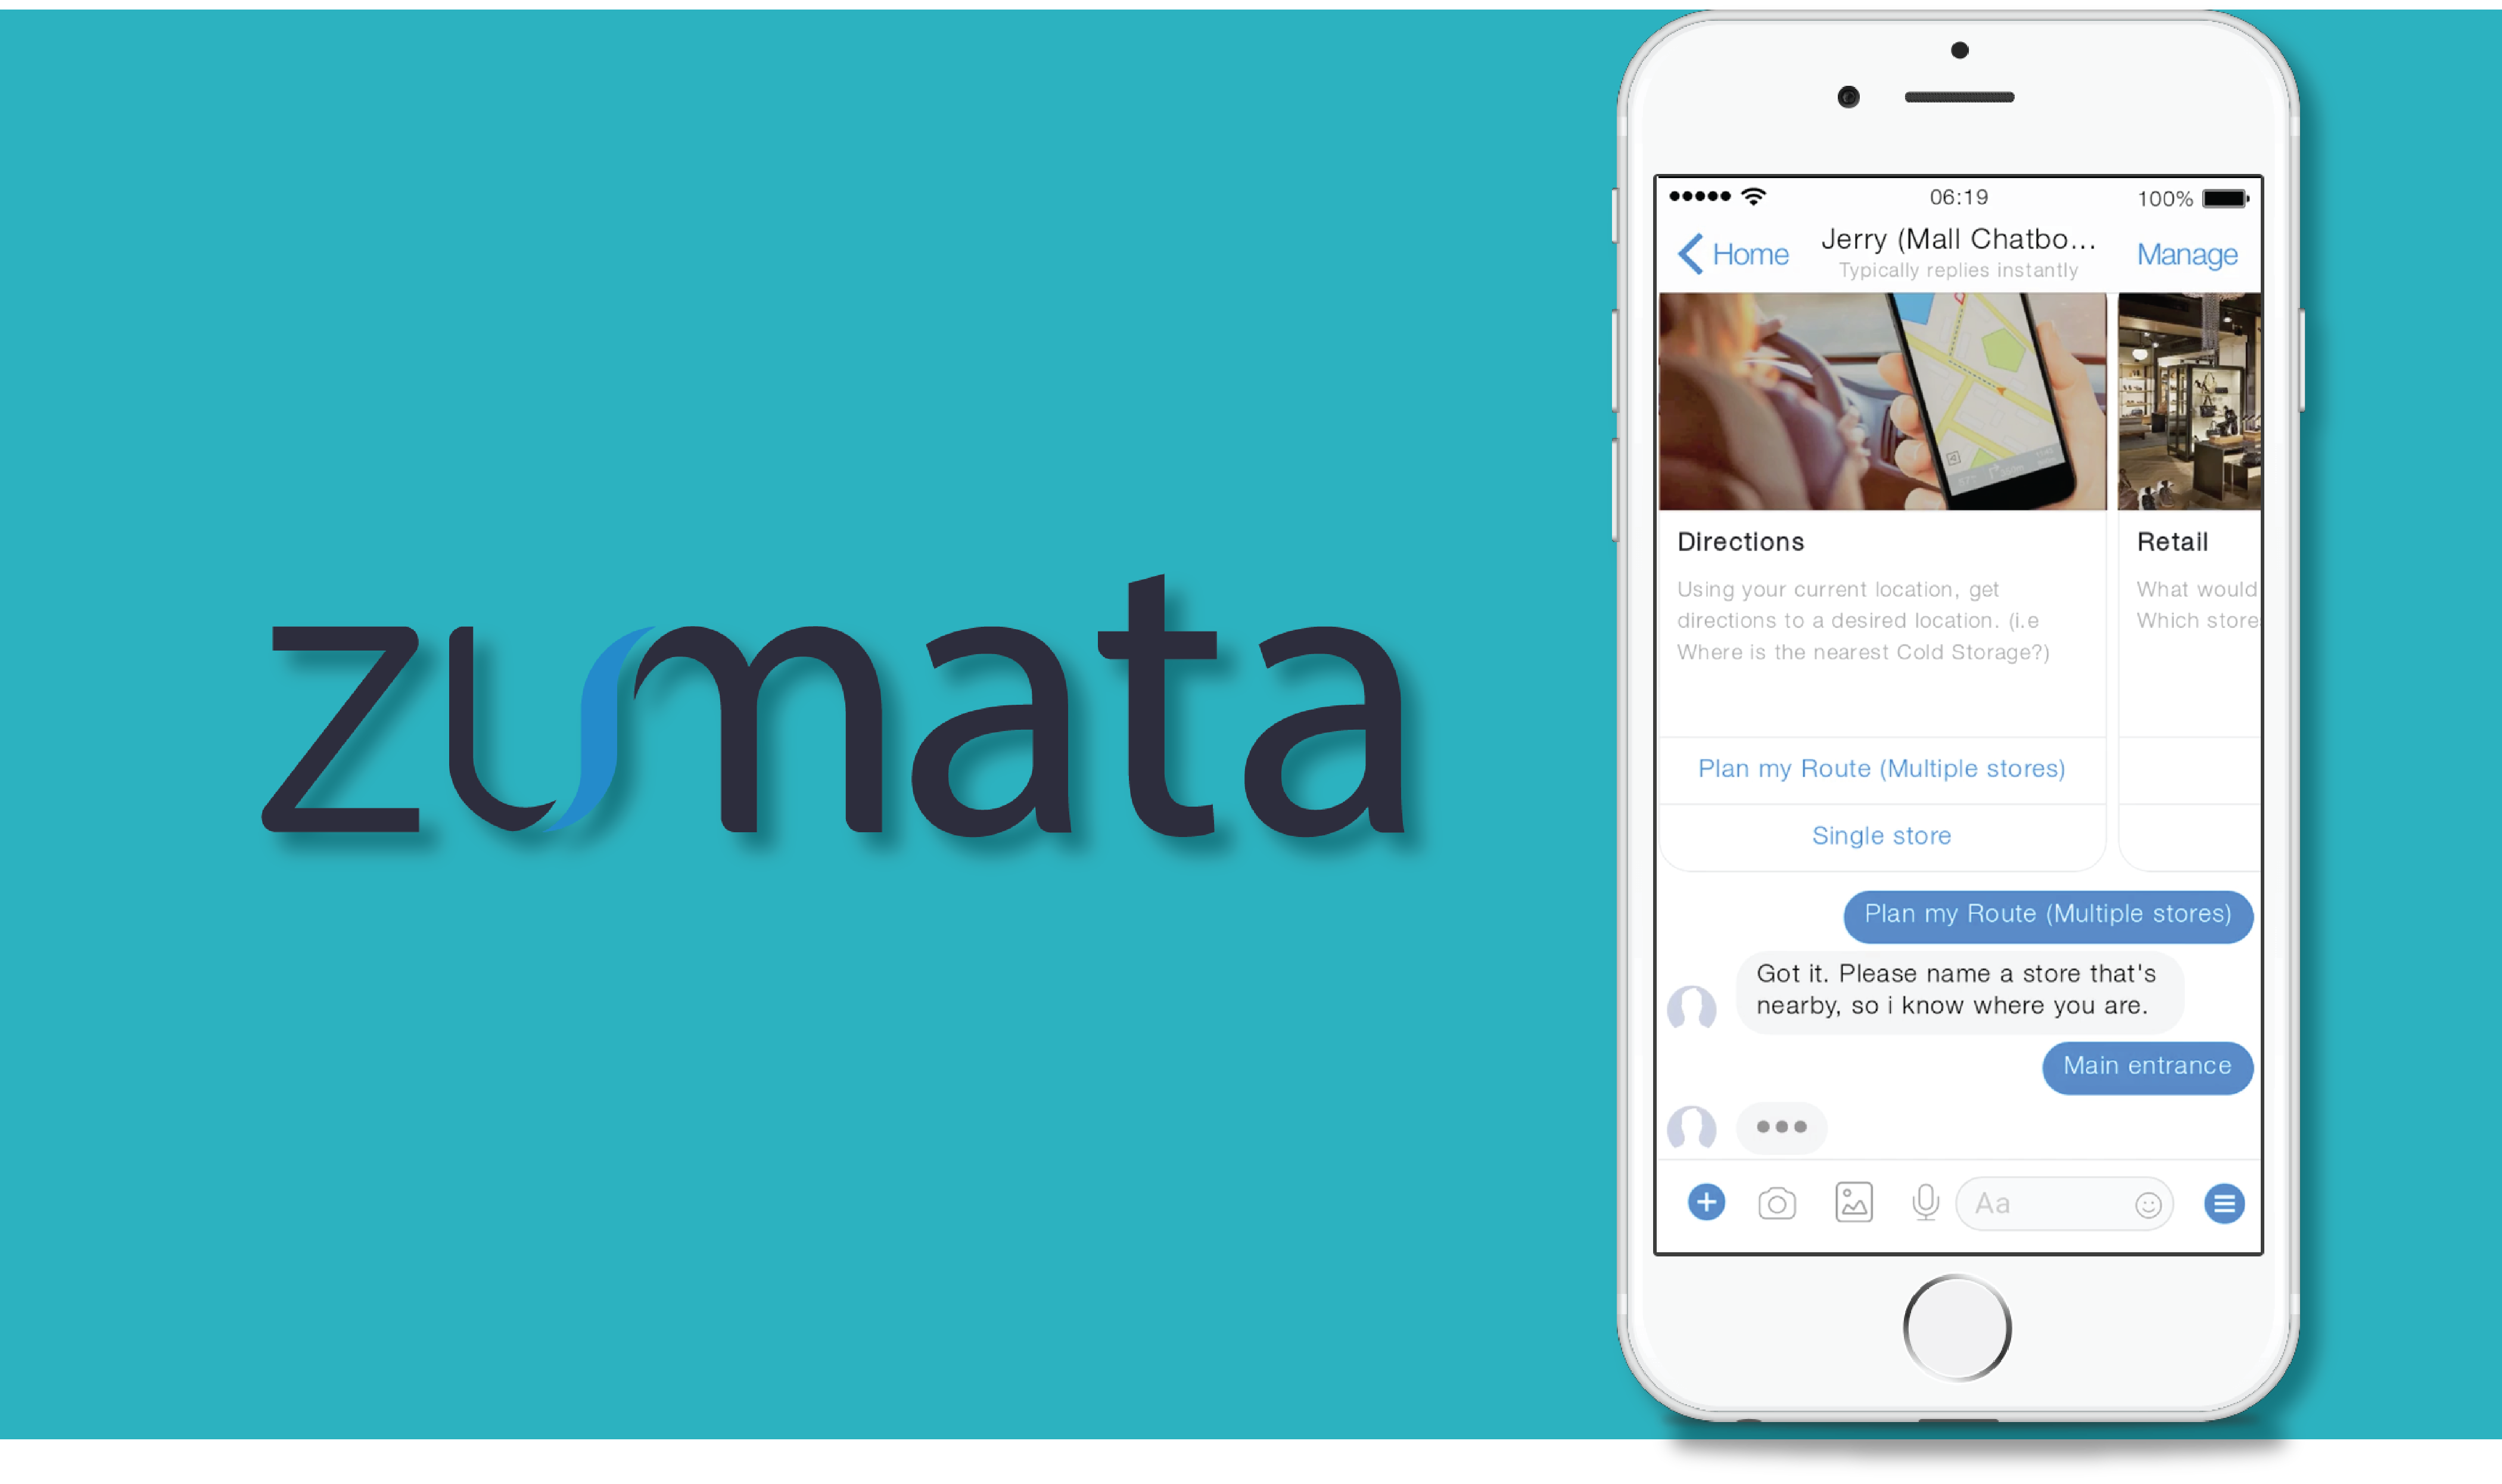 zumata
06:19
100%
Home
Jerry (Mall Chatbo...
Manage
Typically replies instantly
Directions
Using your current location, get
directions to a desired location. (i.e
Where is the nearest Cold Storage?)
Plan my Route (Multiple stores)
Single store
Retail
What would
Which store
Plan my Route (Multiple stores)
Got it. Please name a store that's
nearby, so i know where you are.
Main entrance
Aa